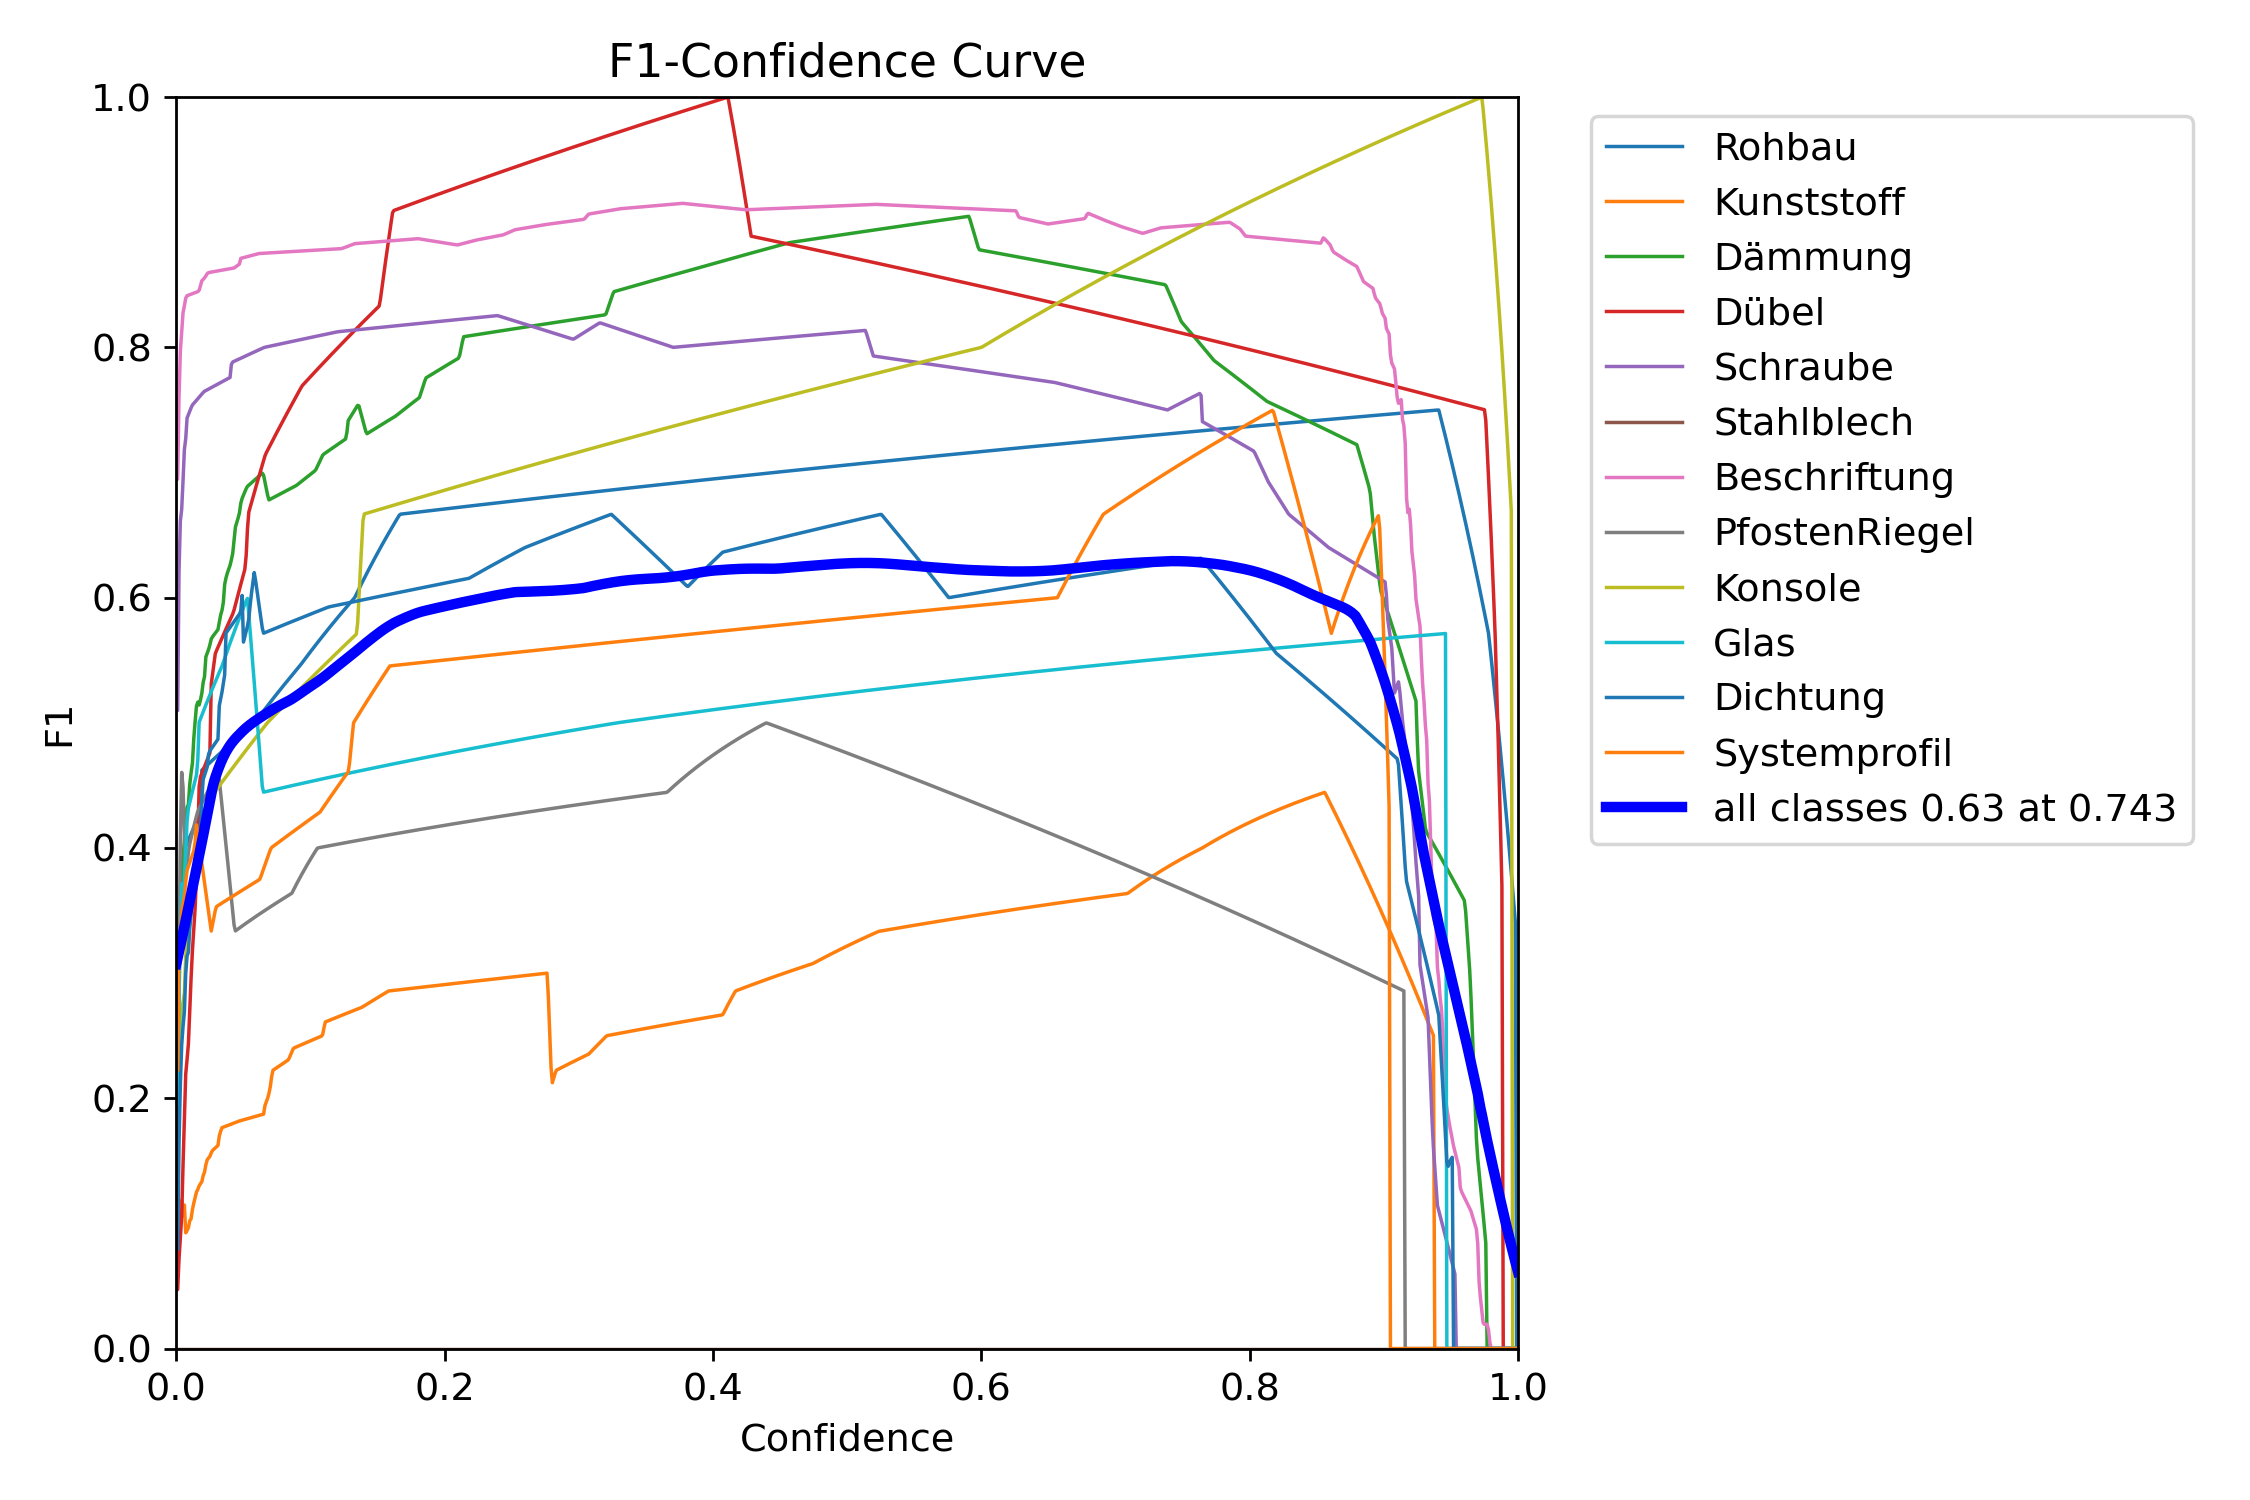 F1-Confidence Curve
1.0
0.8
0.6
0.4
0.2
0.0
F1
0.0 0.2 0.4 0.6 0.8 1.0
Confidence
Rohbau
Kunststoff
Dämmung
Dübel
Schraube
Stahlblech
Beschriftung
PfostenRiegel
Konsole
Glas
Dichtung
Systemprofil
all classes 0.63 at 0.743